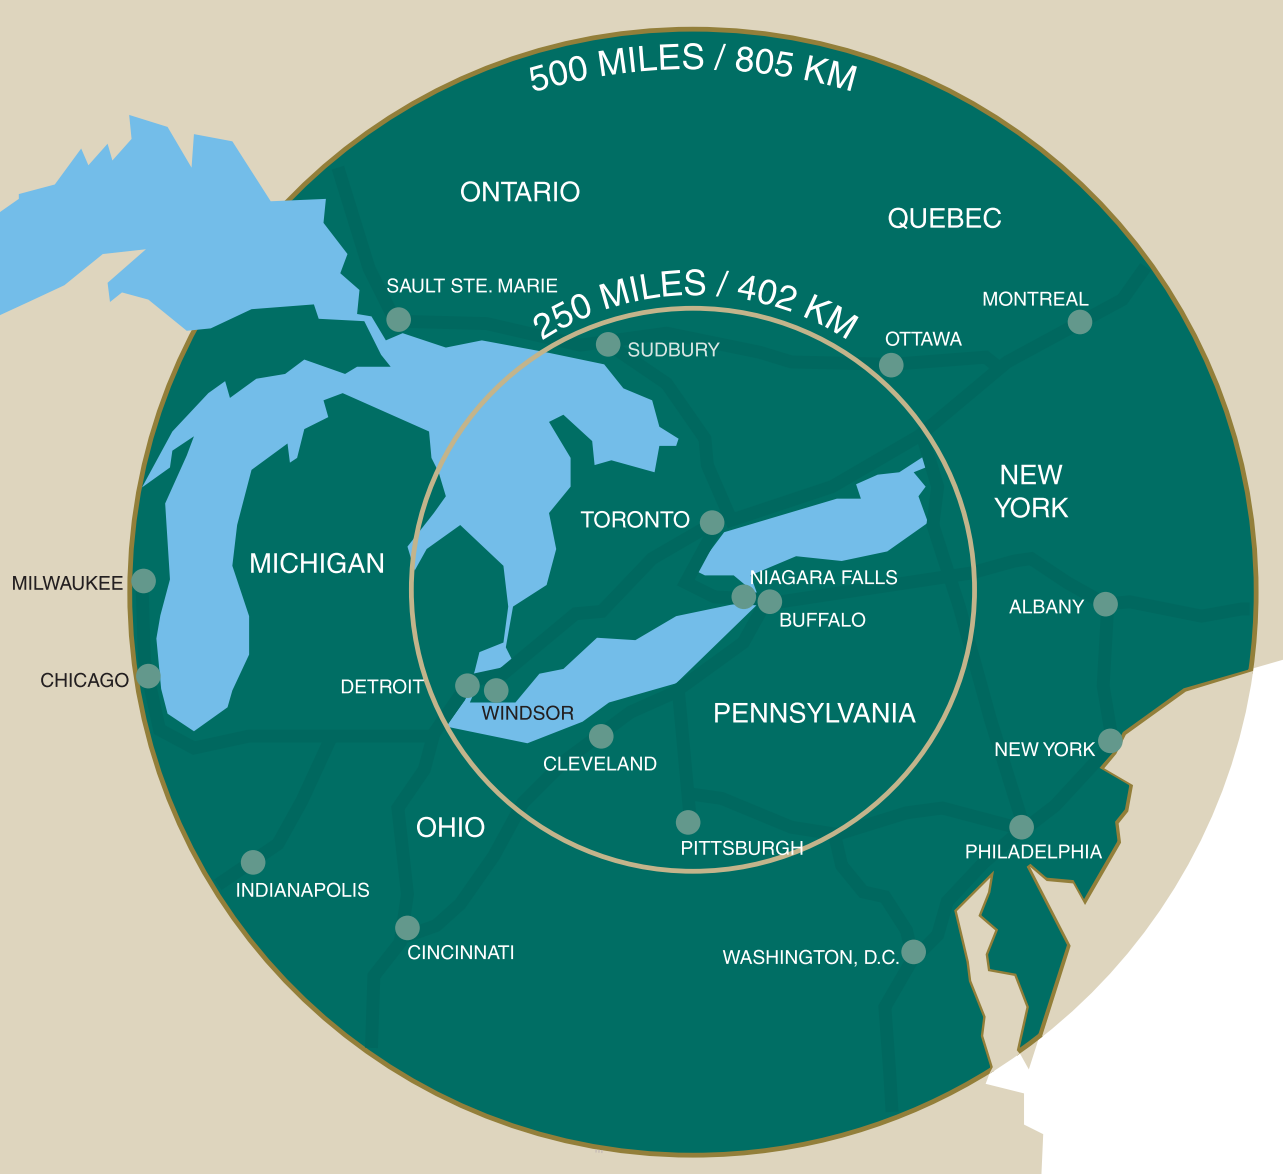 500 MILES / 805 KM
ONTARIO
QUEBEC
SAULT STE. MARIE
250 MILES / 402 KM
MONTREAL
OTTAWA
SUDBURY
NEW
YORK
TORONTO
MICHIGAN
NIAGARA FALLS
MILWAUKEE
ALBANY
BUFFALO
CHICAGO
DETROIT
WINDSOR
PENNSYLVANIA
NEW YORK
CLEVELAND
OHIO
PITTSBURGH
PHILADELPHIA
INDIANAPOLIS
CINCINNATI
WASHINGTON, D.C.